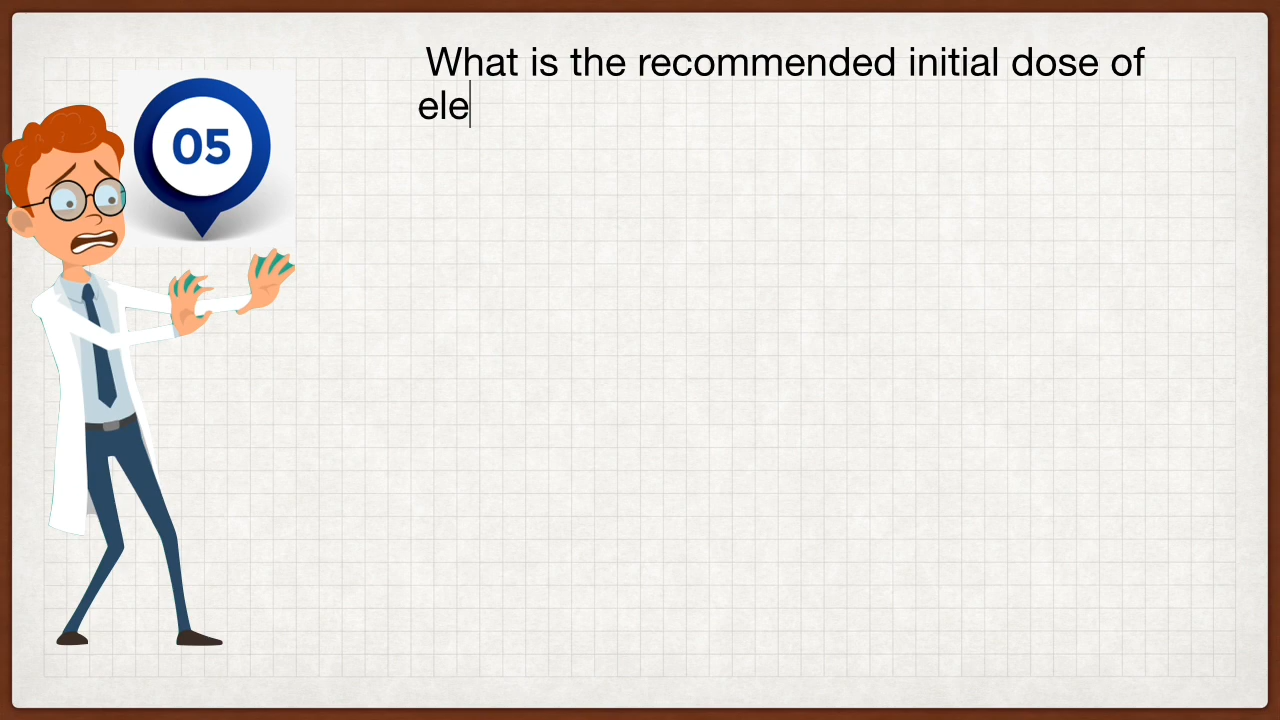 What is the recommended initial dose of
ele
05